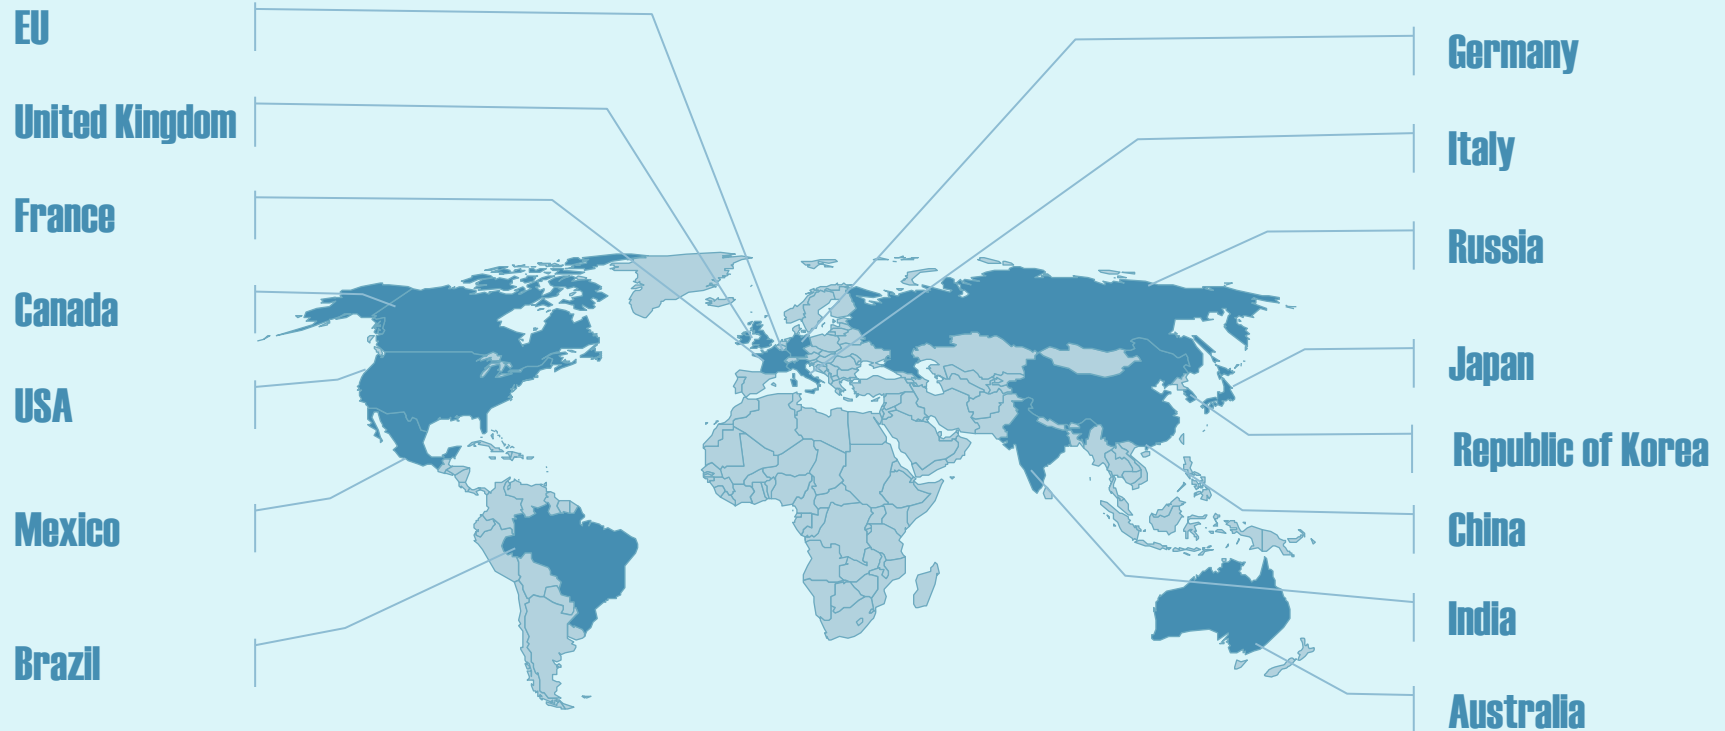 EU
United Kingdom
France
Canada
USA
Mexico
Brazil
Germany
Italy
Russia
Japan
Republic of Korea
China
India
Australia